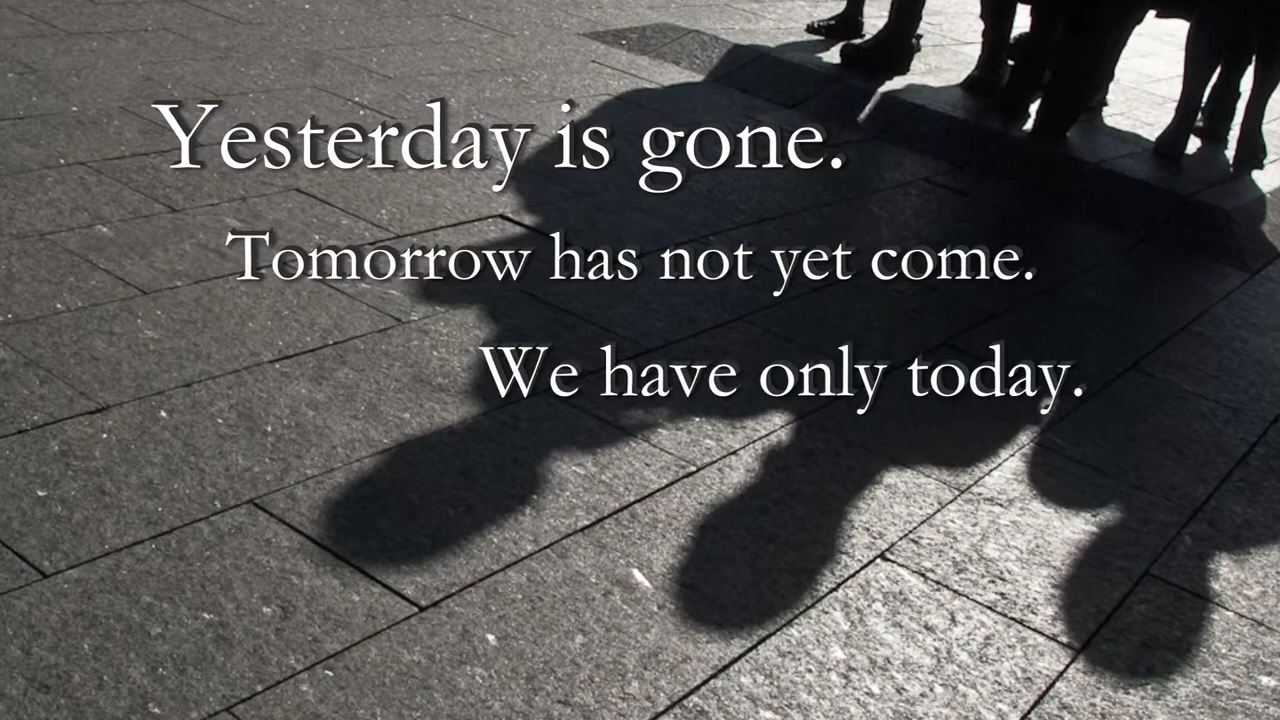 Yesterday is gone.
Tomorrow has not yet come.
We have only today.